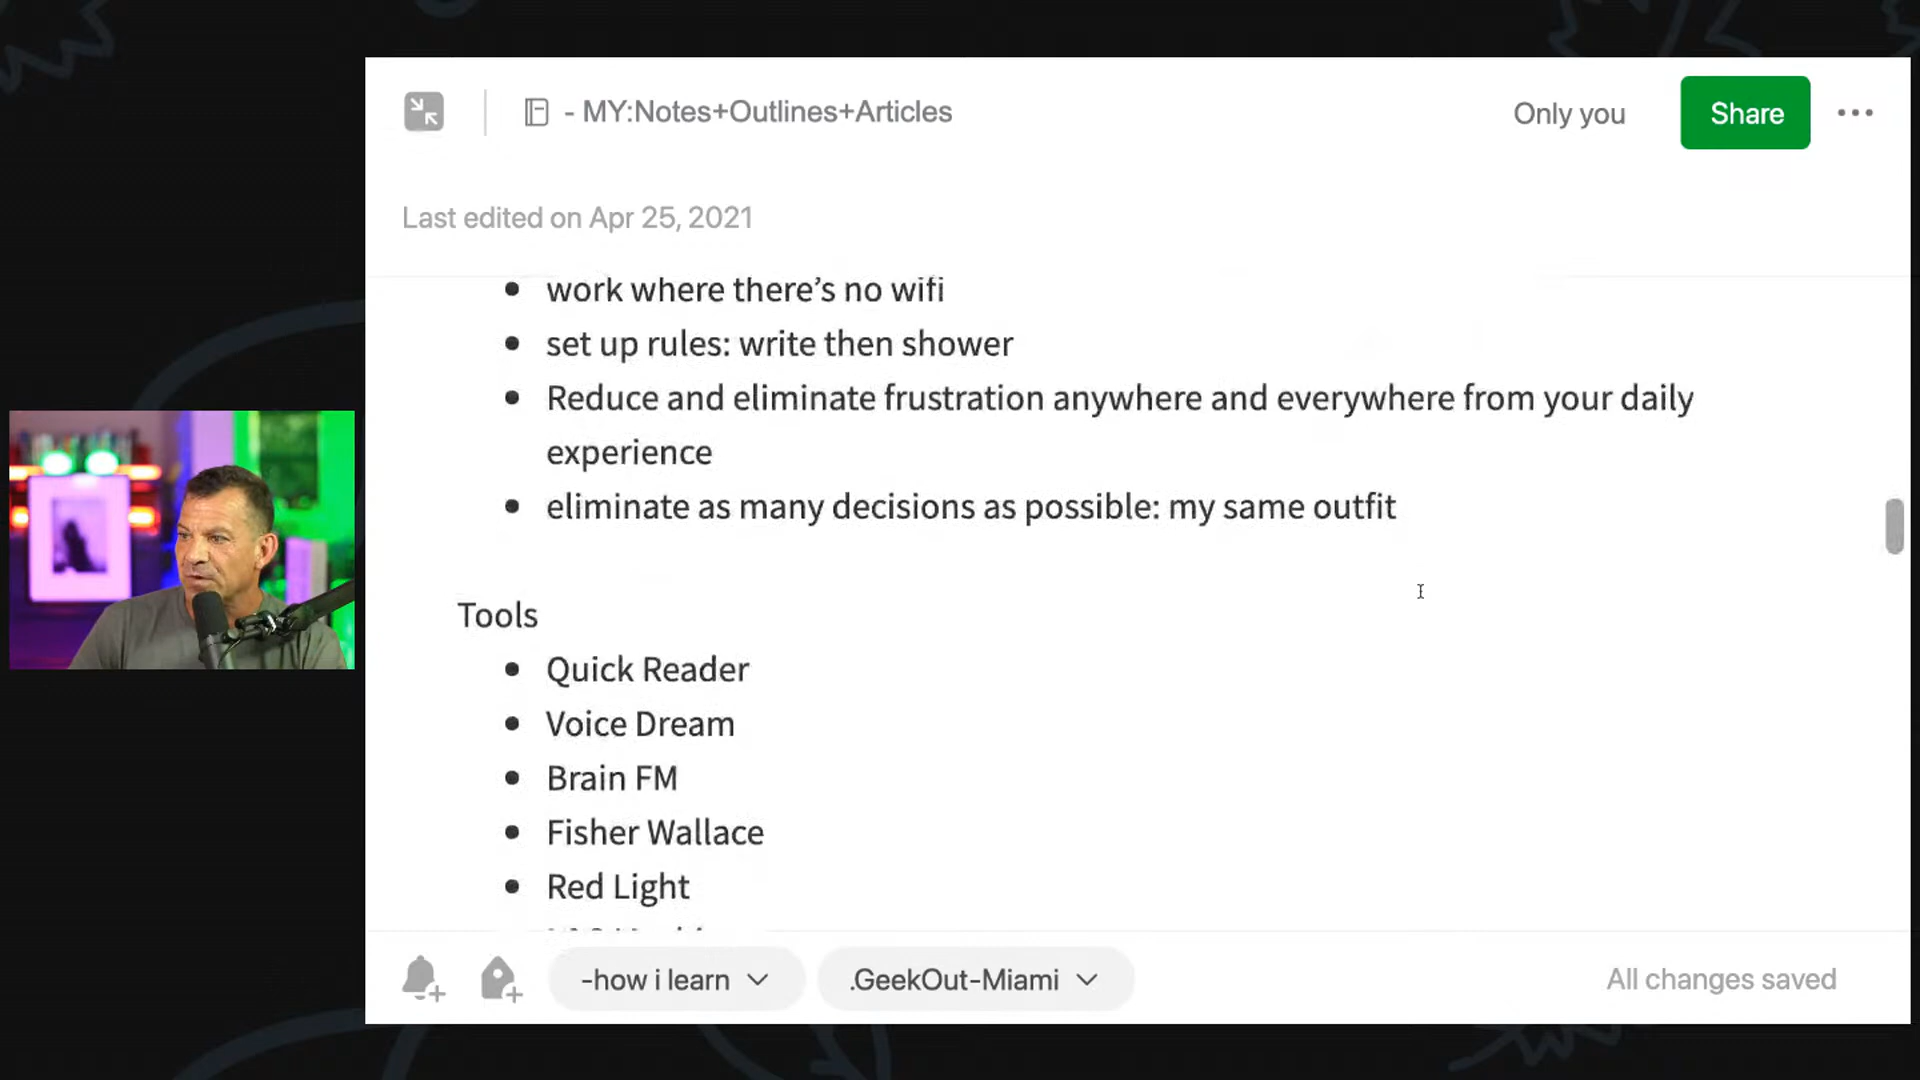 - MY:Notes+Outlines+Articles
Only you
Share
Last edited on Apr 25, 2021
work where there’s no wifi
set up rules: write then shower
Reduce and eliminate frustration anywhere and everywhere from your daily
experience
eliminate as many decisions as possible: my same outfit
Tools
Quick Reader
Voice Dream
Brain FM
Fisher Wallace
Red Light
-how i learn
.GeekOut-Miami
All changes saved